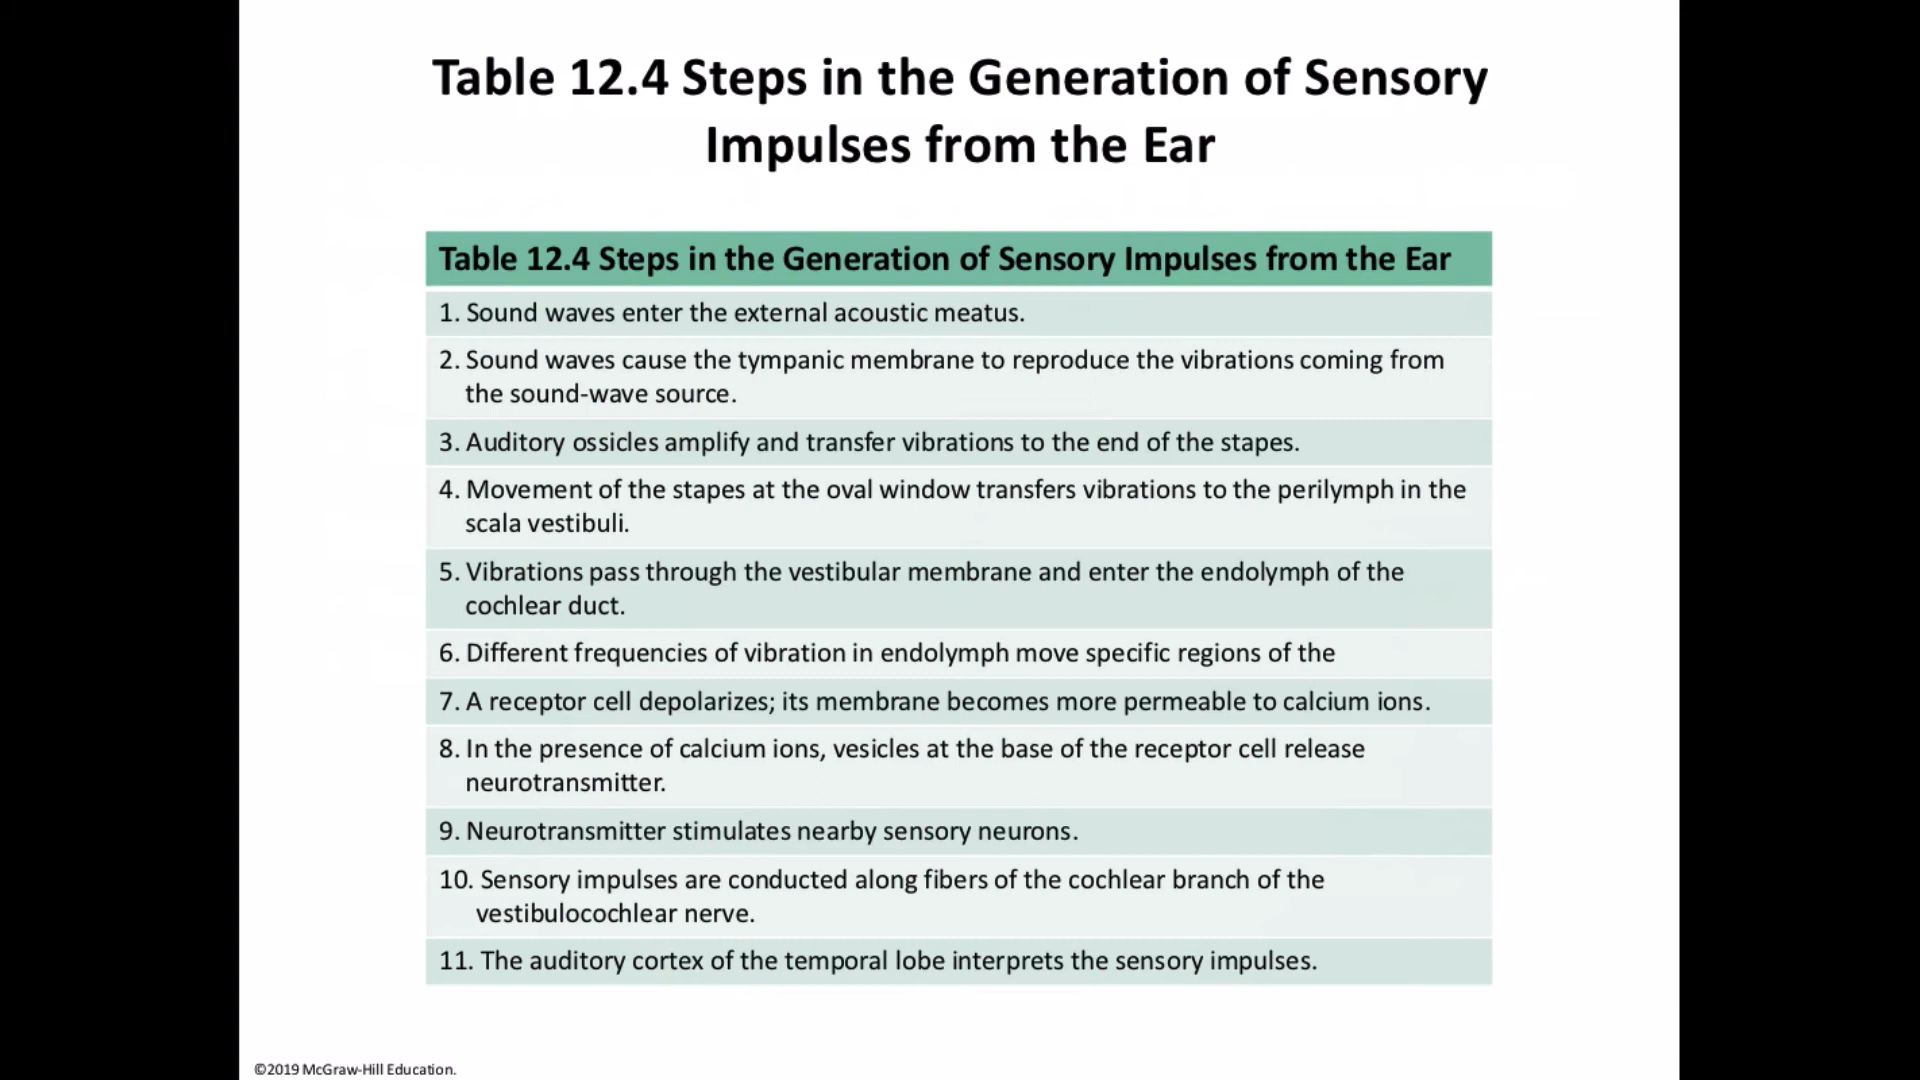 Table 12.4 Steps in the Generation of Sensory
Impulses from the Ear
Table 12.4 Steps in the Generation of Sensory Impulses from the Ear
1. Sound waves enter the external acoustic meatus.
2. Sound waves cause the tympanic membrane to reproduce the vibrations coming from
the sound-wave source.
3. Auditory ossicles amplify and transfer vibrations to the end of the stapes.
4. Movement of the stapes at the oval window transfers vibrations to the perilymph in the
scala vestibuli.
5. Vibrations pass through the vestibular membrane and enter the endolymph of the
cochlear duct.
6. Different frequencies of vibration in endolymph move specific regions of the
7. A receptor cell depolarizes; its membrane becomes more permeable to calcium ions.
8. In the presence of calcium ions, vesicles at the base of the receptor cell release
neurotransmitter.
9. Neurotransmitter stimulates nearby sensory neurons.
10. Sensory impulses are conducted along fibers of the cochlear branch of the
vestibulocochlear nerve.
11. The auditory cortex of the temporal lobe interprets the sensory impulses.
©2019 McGraw-Hill Education.